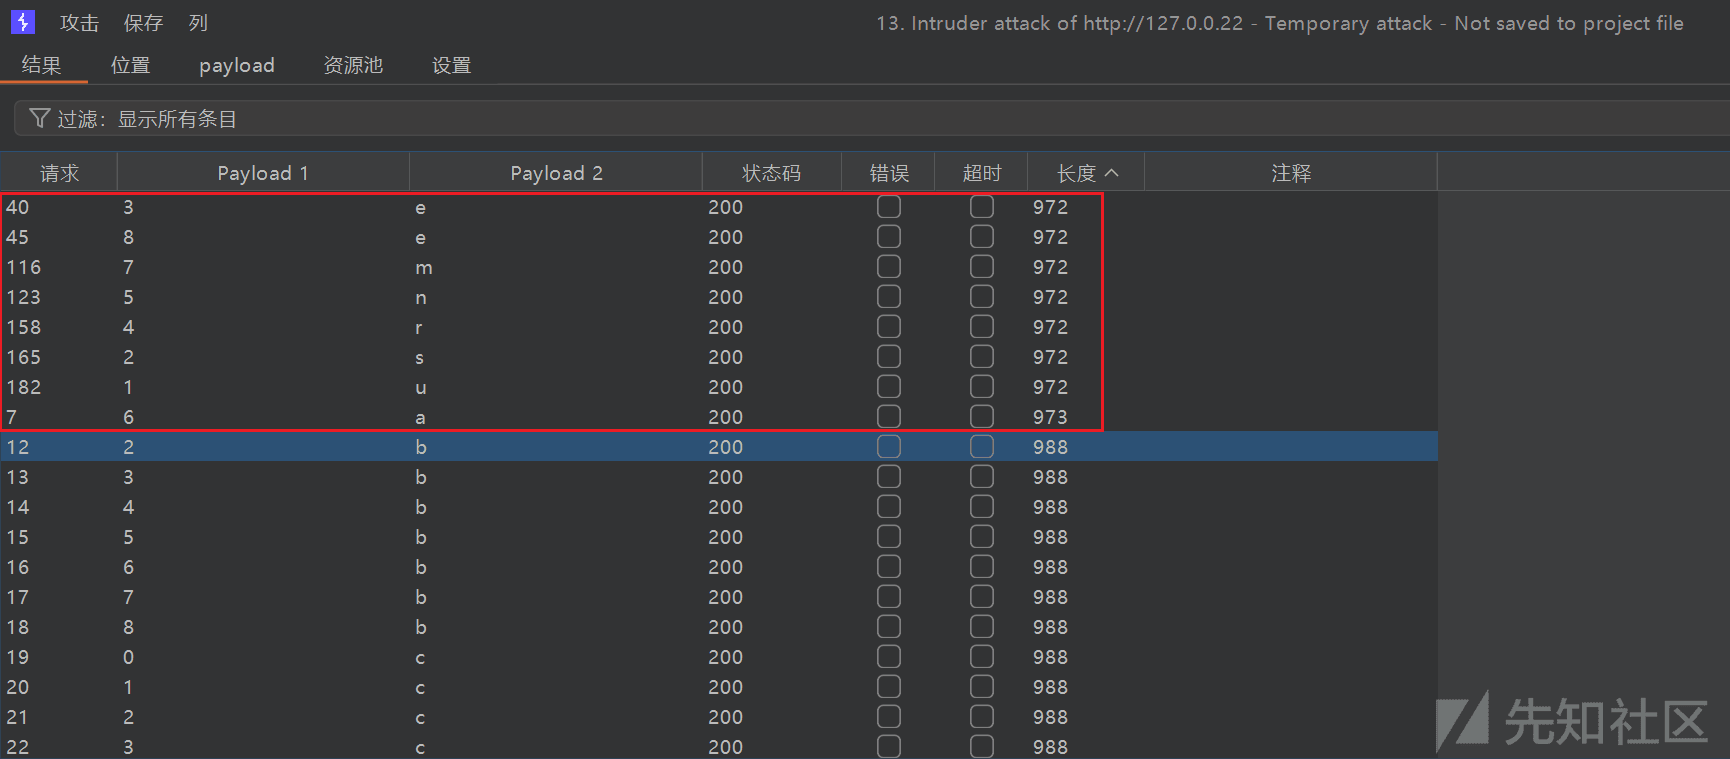 攻击 保存 列 13. Intruder attack of http://127.0.0.22 - Temporary attack - Not saved to project file
结果 位置 payload 资源池 设置
过滤：显示所有条目
请求 Payload 1 Payload 2 状态码 错误 超时 长度 注释
40 3 e 200 972
45 8 e 200 972
116 7 m 200 972
123 5 n 200 972
158 4 r 200 972
165 2 s 200 972
182 1 u 200 972
7 6 a 200 973
12 2 b 200 988
13 3 b 200 988
14 4 b 200 988
15 5 b 200 988
16 6 b 200 988
17 7 b 200 988
18 8 b 200 988
19 0 c 200 988
20 1 c 200 988
21 2 c 200 988
22 3 c 200 988
先知社区